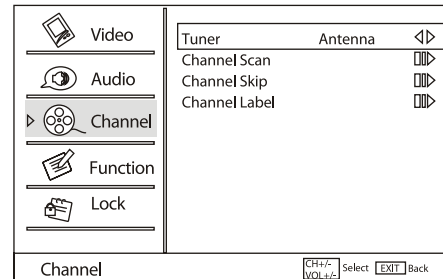 Video
Audio
Channel
Function
Lock
Tuner Antenna
Channel Scan
Channel Skip
Channel Label
Channel
CH+/-
VOL+/- Select EXIT Back